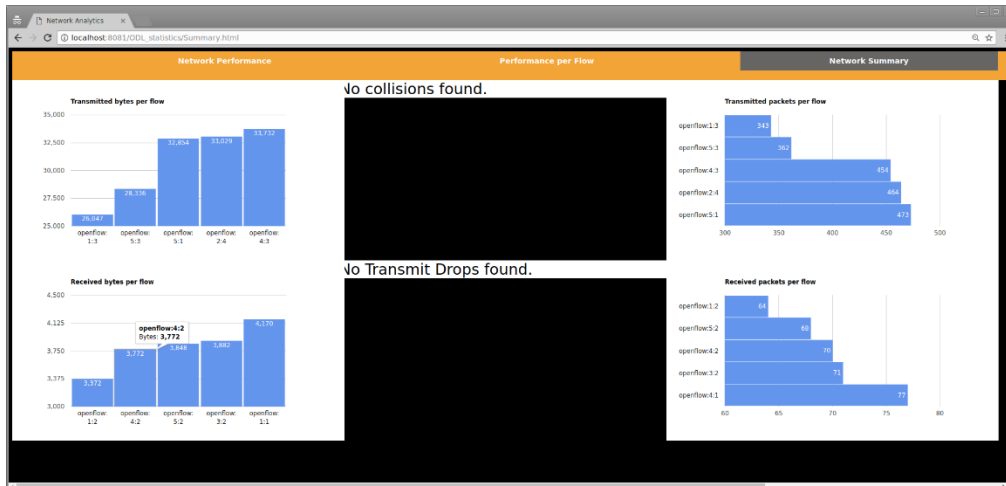 Network Analytics
localhost:8081/ODL_statistics/Summary.html
Network Performance
Performance per Flow
Network Summary
Transmitted bytes per flow
35,000
32,500
30,000
27,500
25,000
26,047
28,336
32,854
33,029
33,732
openflow: 1:3
openflow: 5:3
openflow: 5:1
openflow: 2:4
openflow: 4:3
No collisions found.
Transmitted packets per flow
openflow:1:3 343
openflow:5:3 362
openflow:4:3 454
openflow:2:4 464
openflow:5:1 473
300 350 400 450 500
Received bytes per flow
4,500
4,125
3,750
3,375
3,000
openflow:4:2
Bytes: 3,772
3,372
3,772
3,848
3,882
4,170
openflow: 1:2
openflow: 4:2
openflow: 5:2
openflow: 3:2
openflow: 1:1
No Transmit Drops found.
Received packets per flow
openflow:1:2 64
openflow:5:2 68
openflow:4:2 70
openflow:3:2 71
openflow:4:1 77
60 65 70 75 80